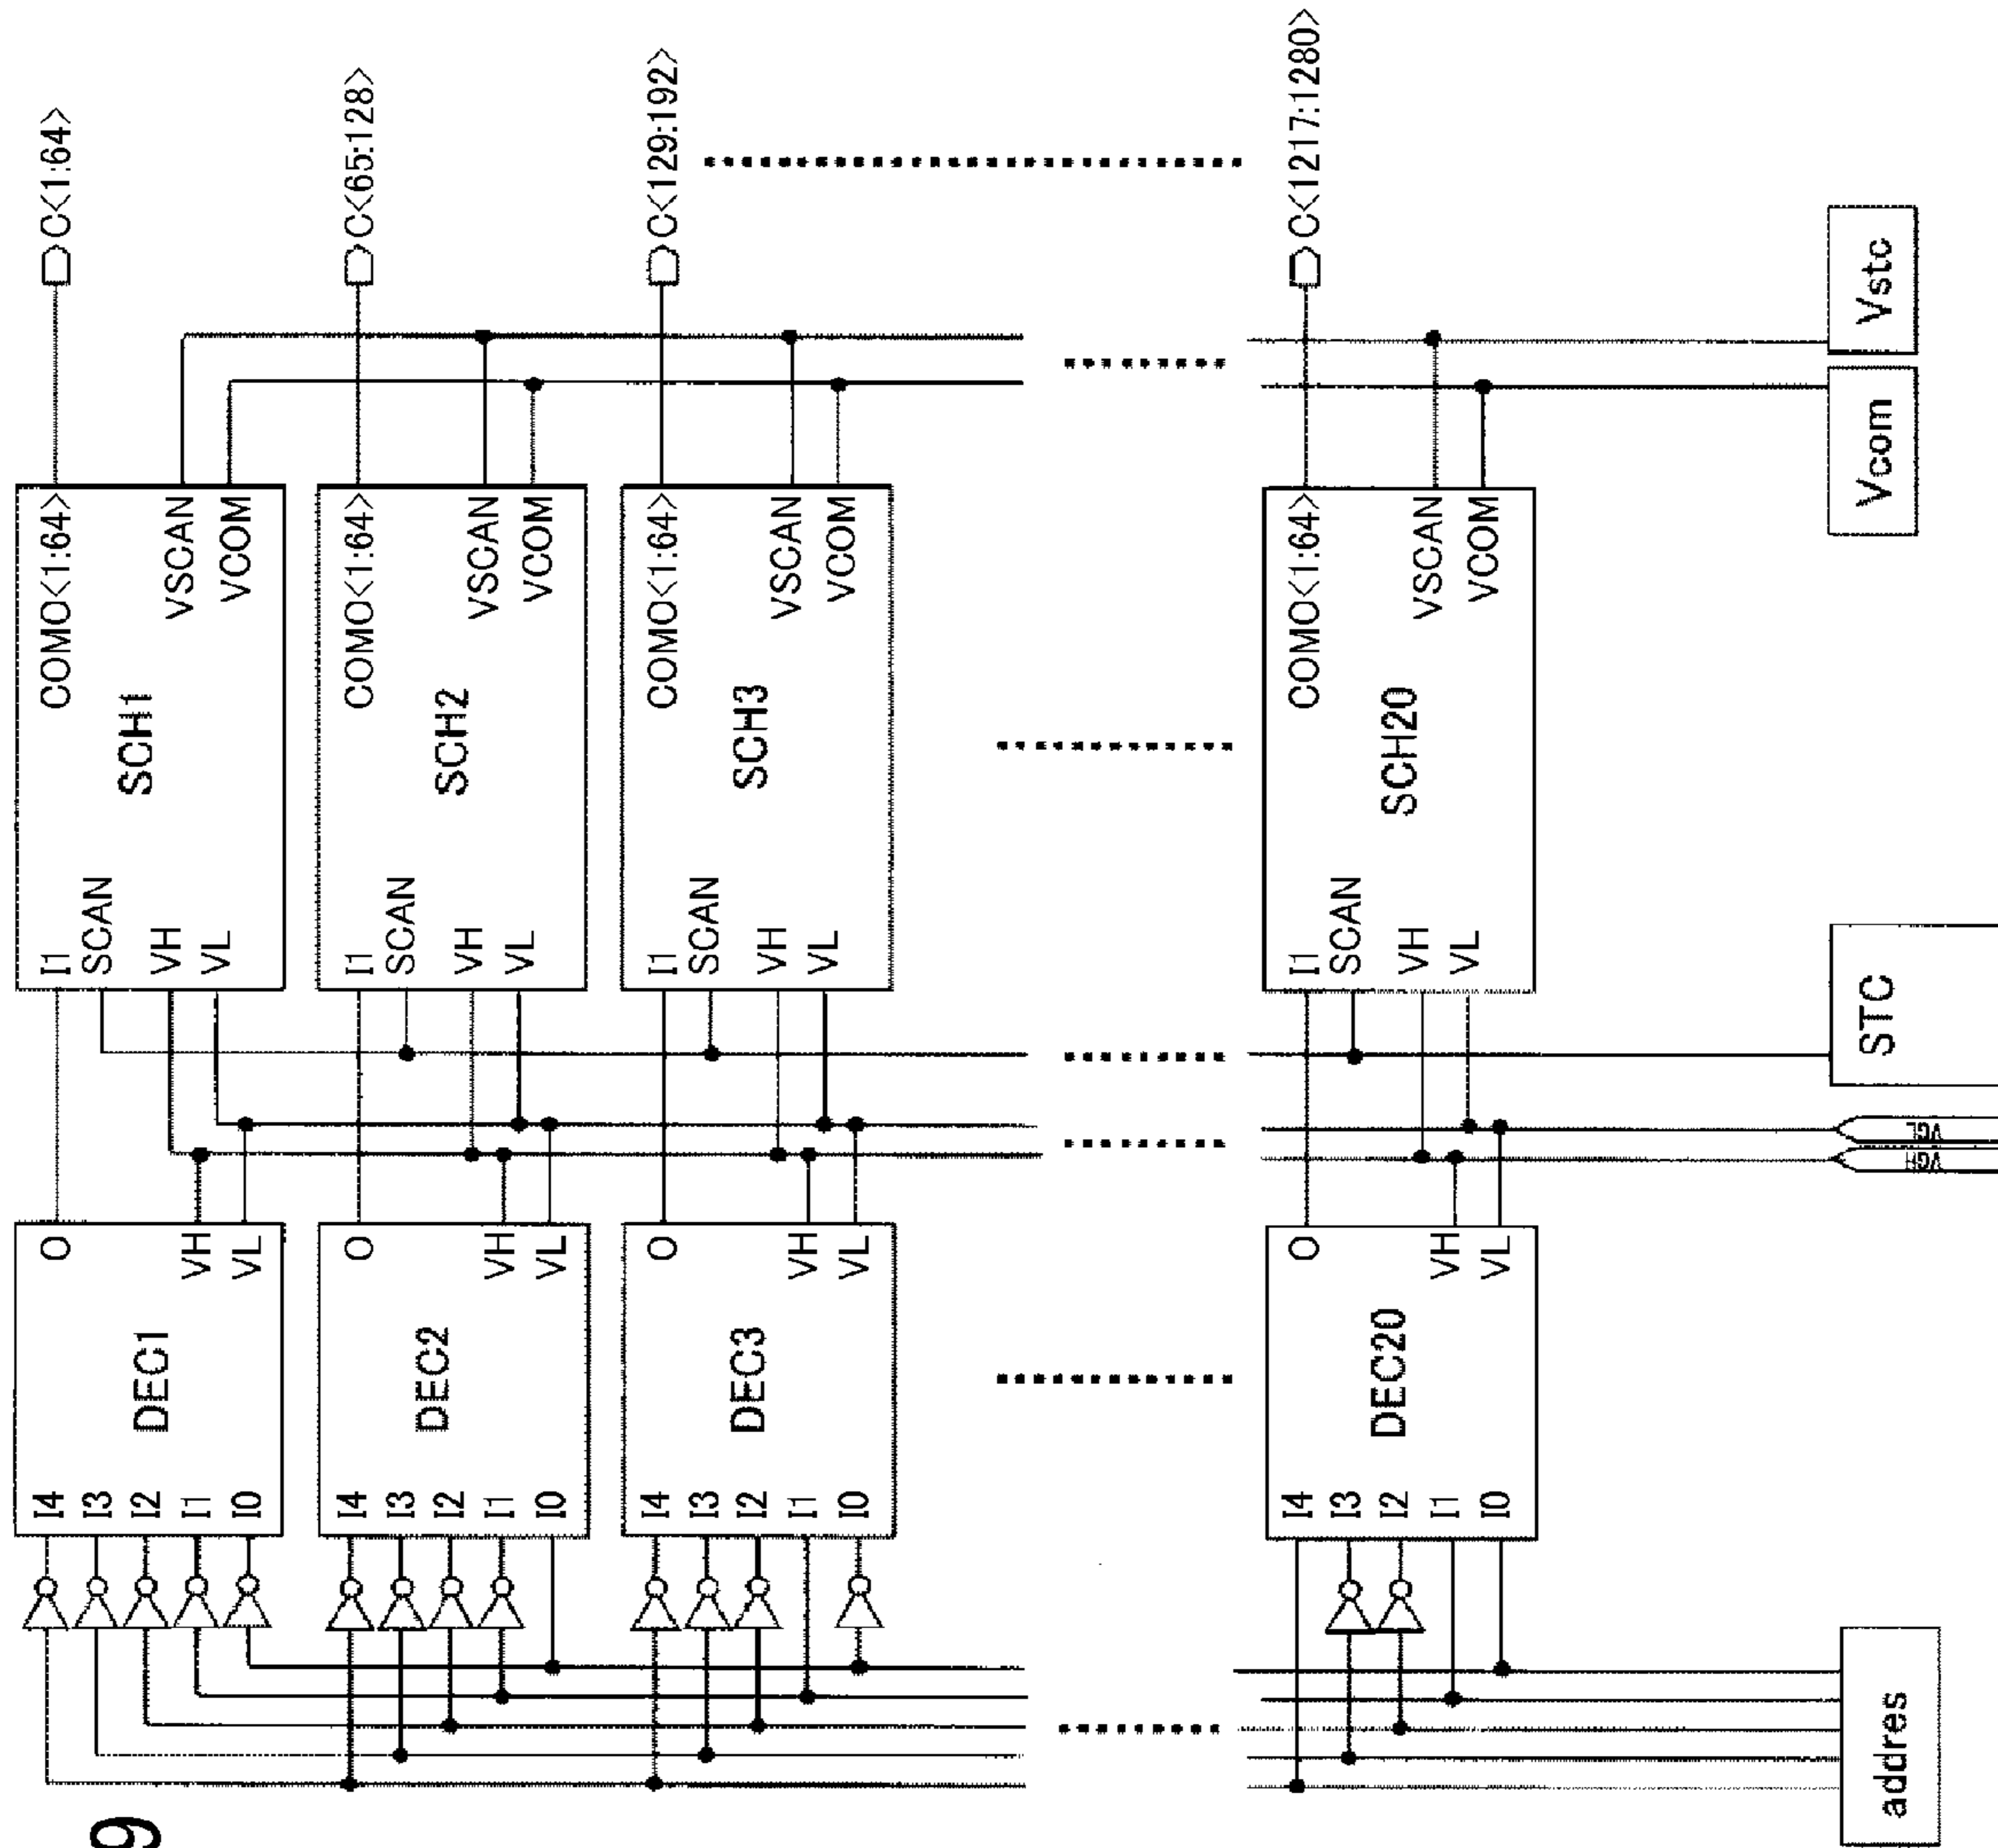 9
I4
I3
I2
I1
I0
DEC1
O
VH
VL
I1
SCAN
VH
VL
SCH1
COMO<1:64>
VSCAN
VCOM
C<1:64>
I4
I3
I2
I1
I0
DEC2
O
VH
VL
I1
SCAN
VH
VL
SCH2
COMO<1:64>
VSCAN
VCOM
C<65:128>
I4
I3
I2
I1
I0
DEC3
O
VH
VL
I1
SCAN
VH
VL
SCH3
COMO<1:64>
VSCAN
VCOM
C<129:192>
I4
I3
I2
I1
I0
DEC20
O
VH
VL
I1
SCAN
VH
VL
SCH20
COMO<1:64>
VSCAN
VCOM
C<1217:1280>
addres
VGH
VGL
STC
Vcom
Vstc